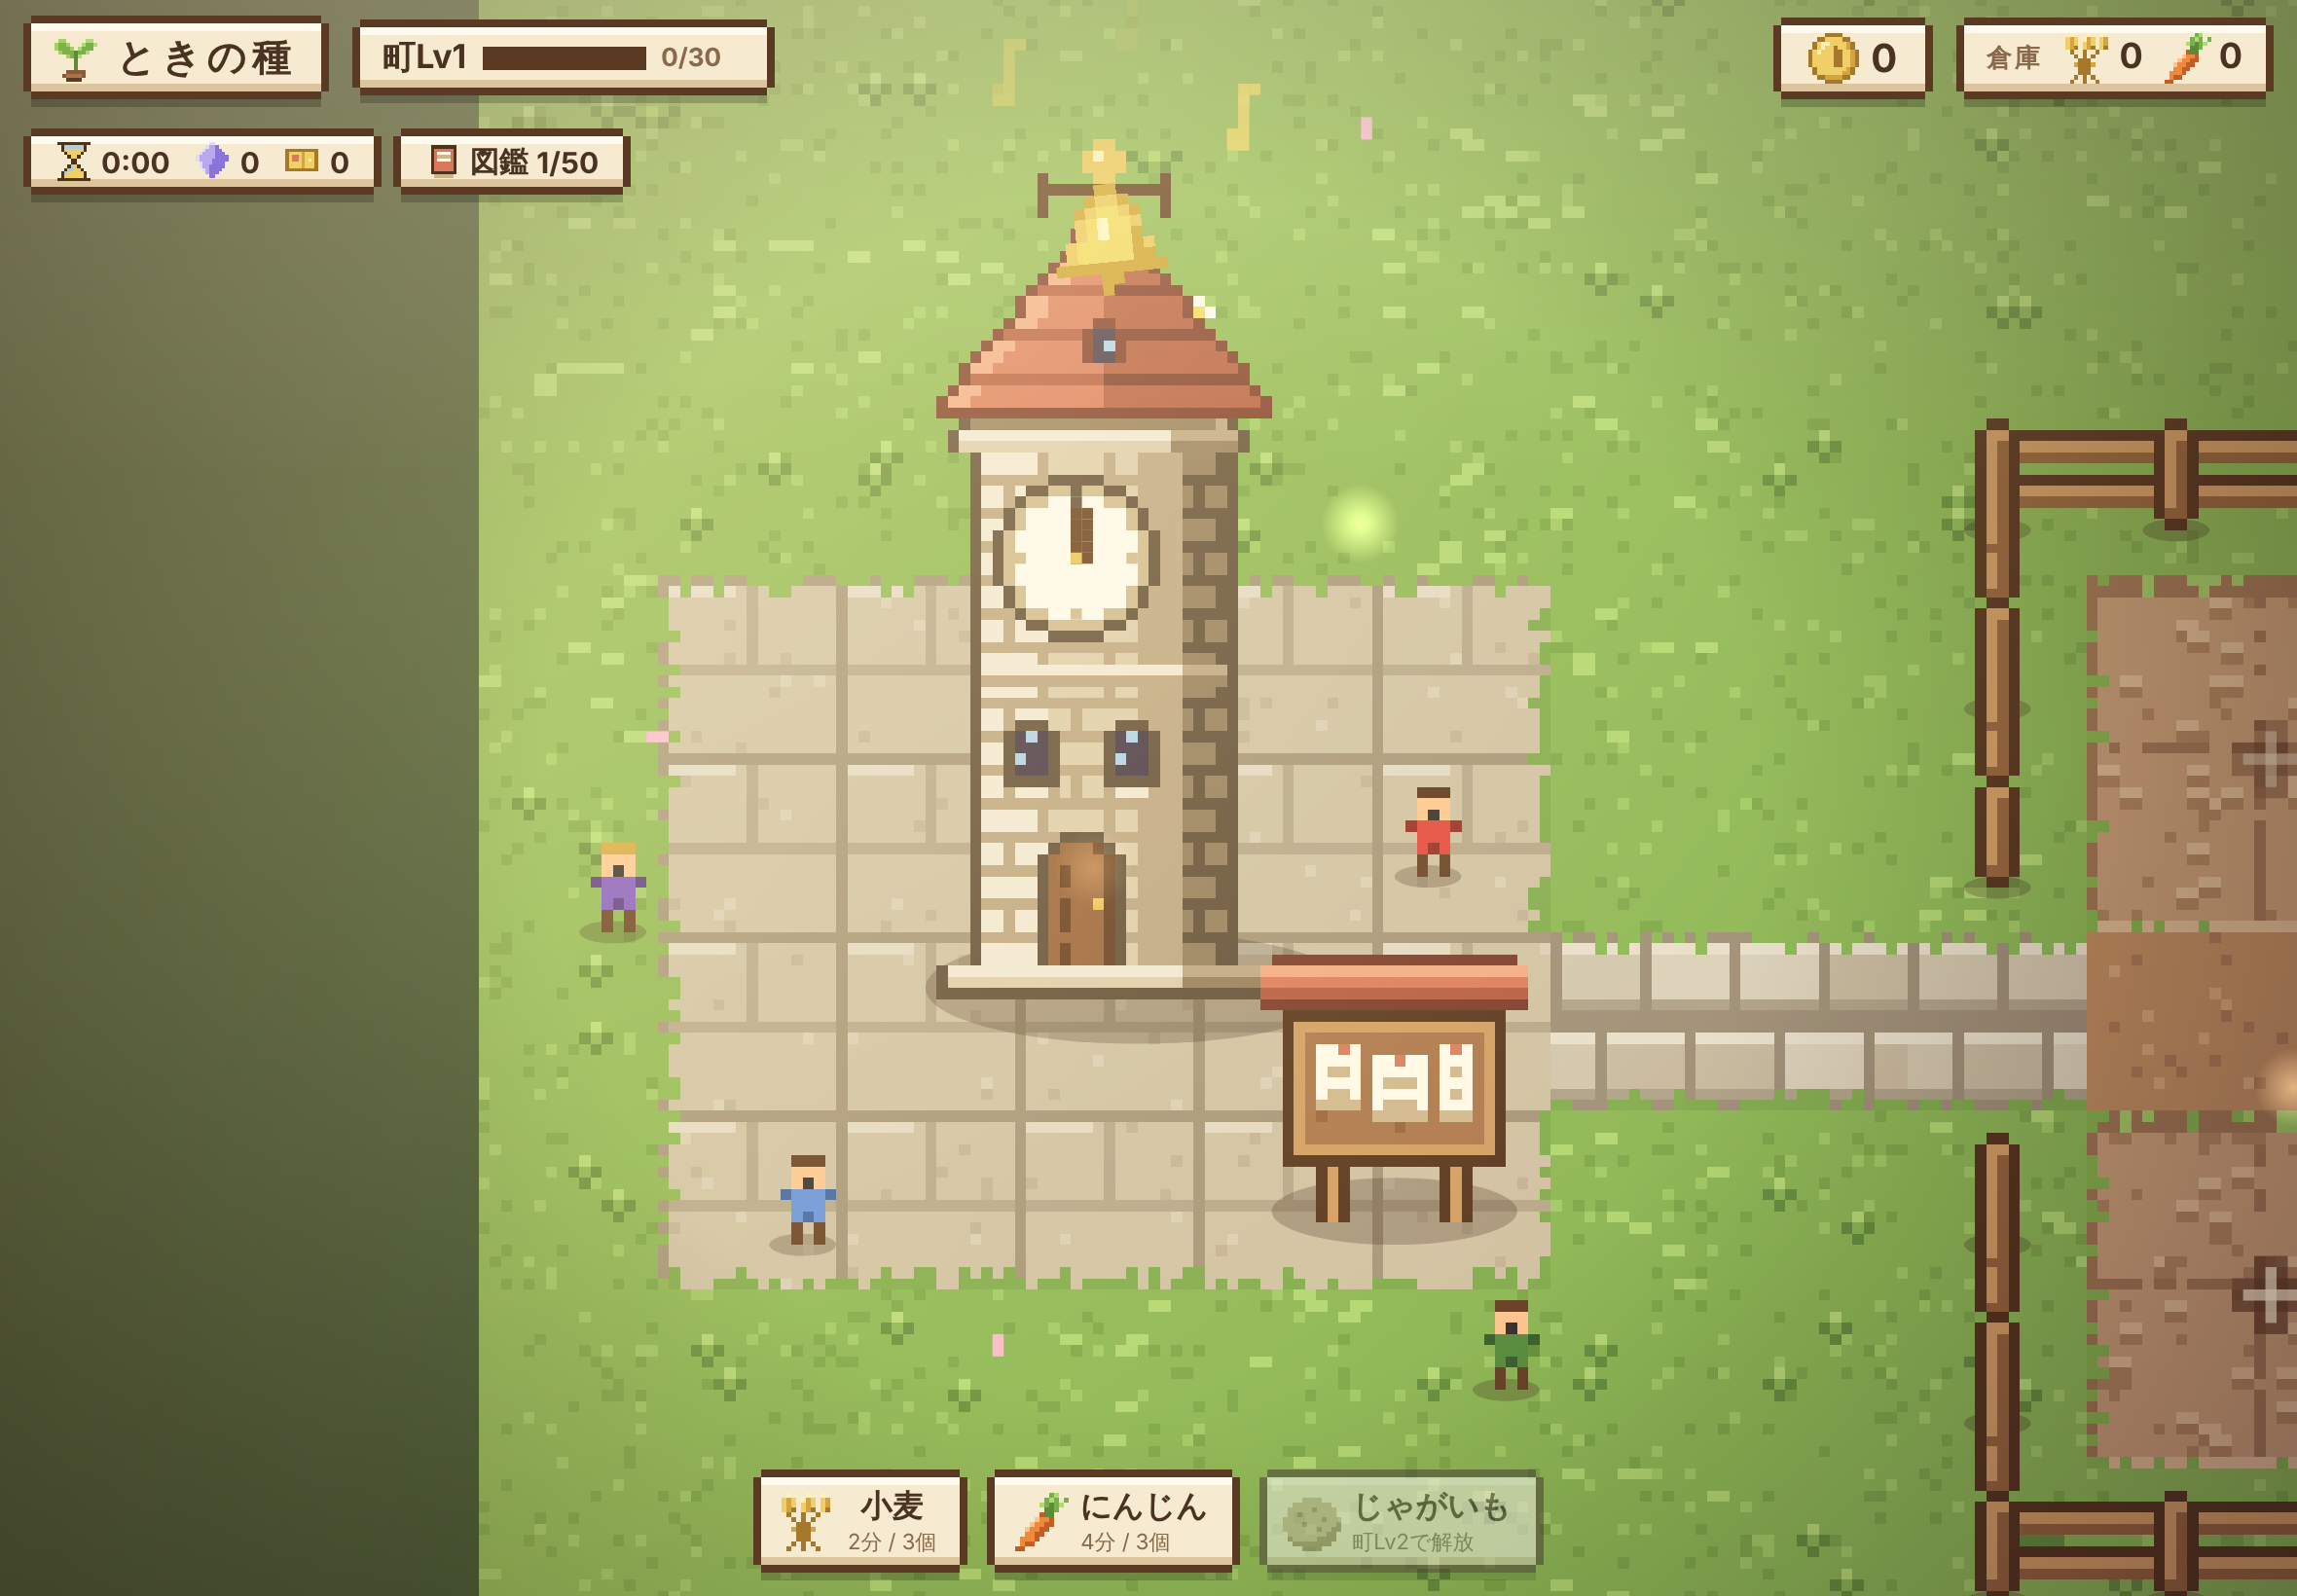 ときの種
町Lv1 0/30
0
倉庫 0 0
0:00 0 0
図鑑 1/50
小麦
2分 / 3個
にんじん
4分 / 3個
じゃがいも
町Lv2で解放